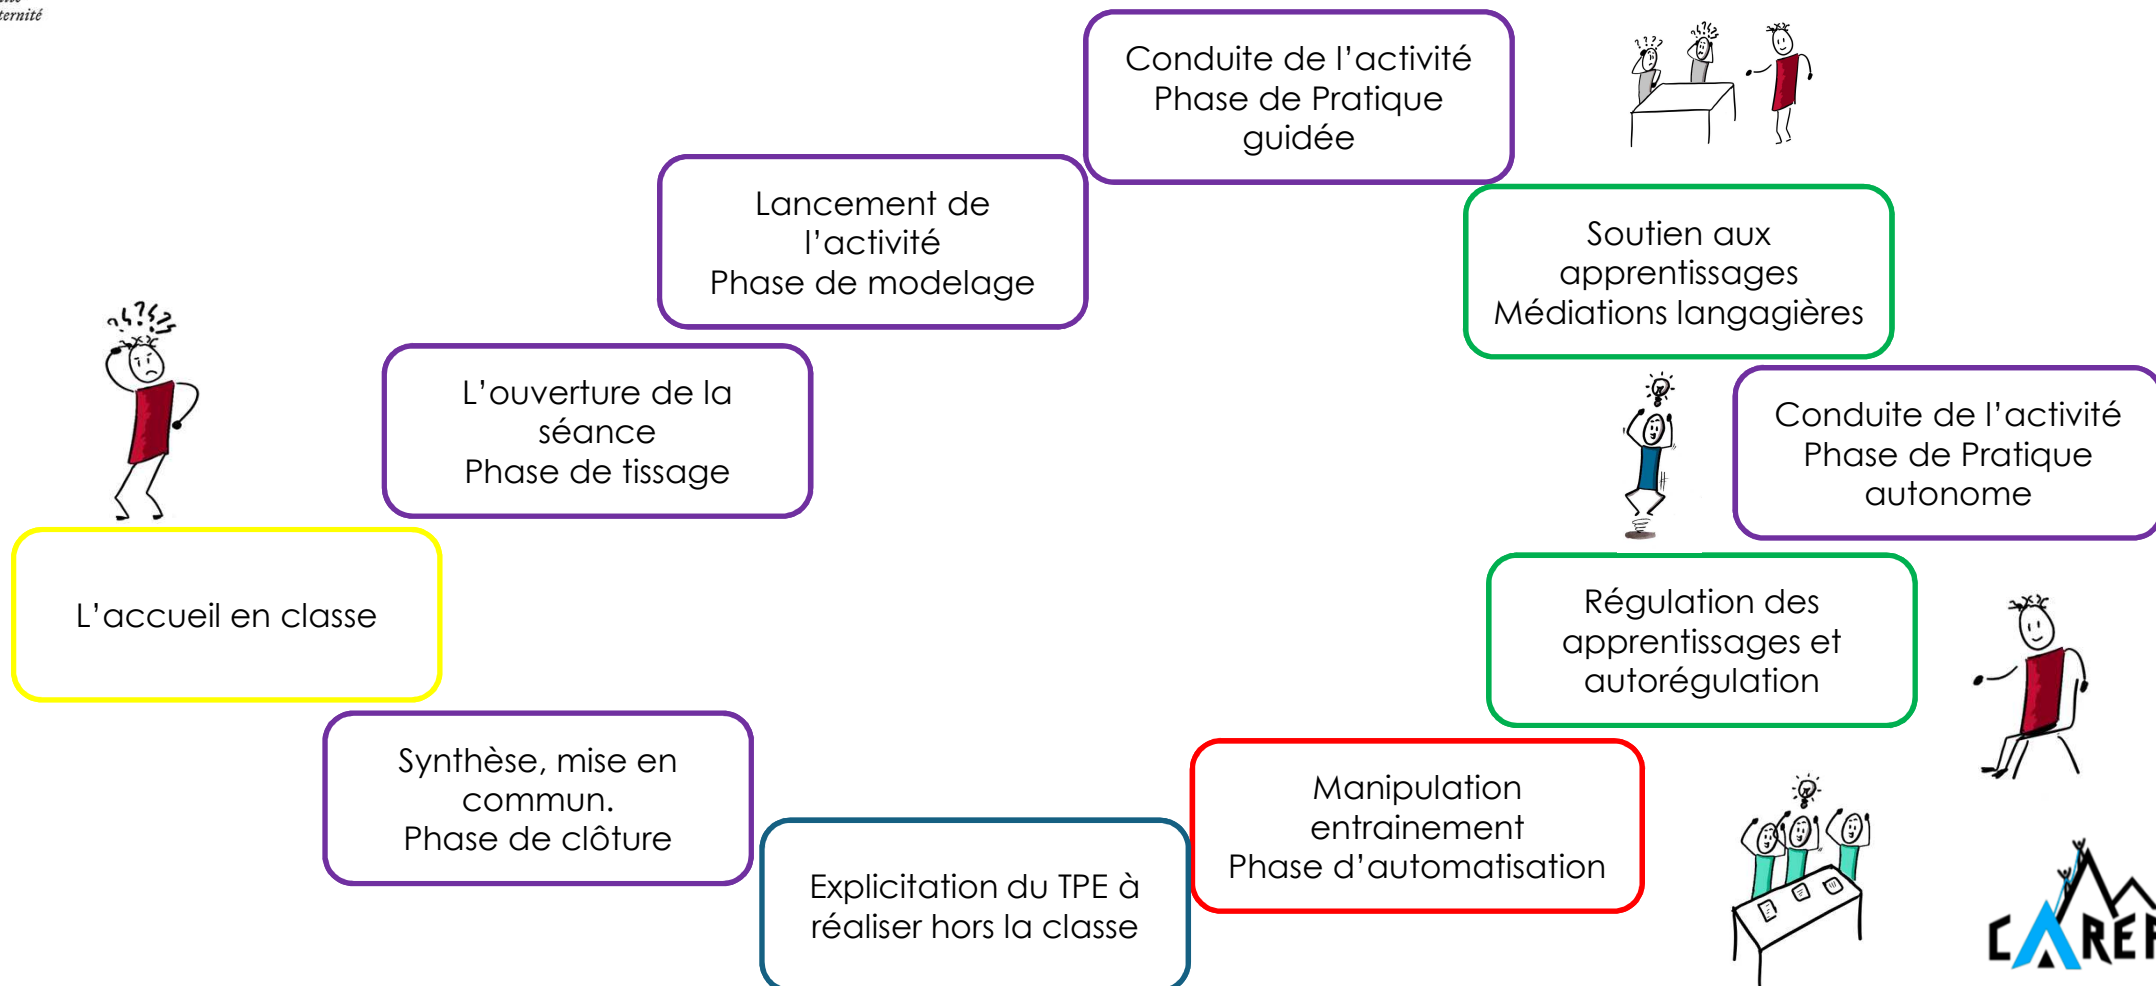 ternité
Conduite de l'activité
Phase de Pratique
guidée
Lancement de
l'activité
Phase de modelage
Soutien aux
apprentissages
Médiations langagières
L'ouverture de la
séance
Phase de tissage
Conduite de l'activité
Phase de Pratique
autonome
L'accueil en classe
Régulation des
apprentissages et
autorégulation
Synthèse, mise en
commun.
Phase de clôture
Manipulation
entrainement
Phase d'automatisation
Explicitation du TPE à
réaliser hors la classe
CAREP